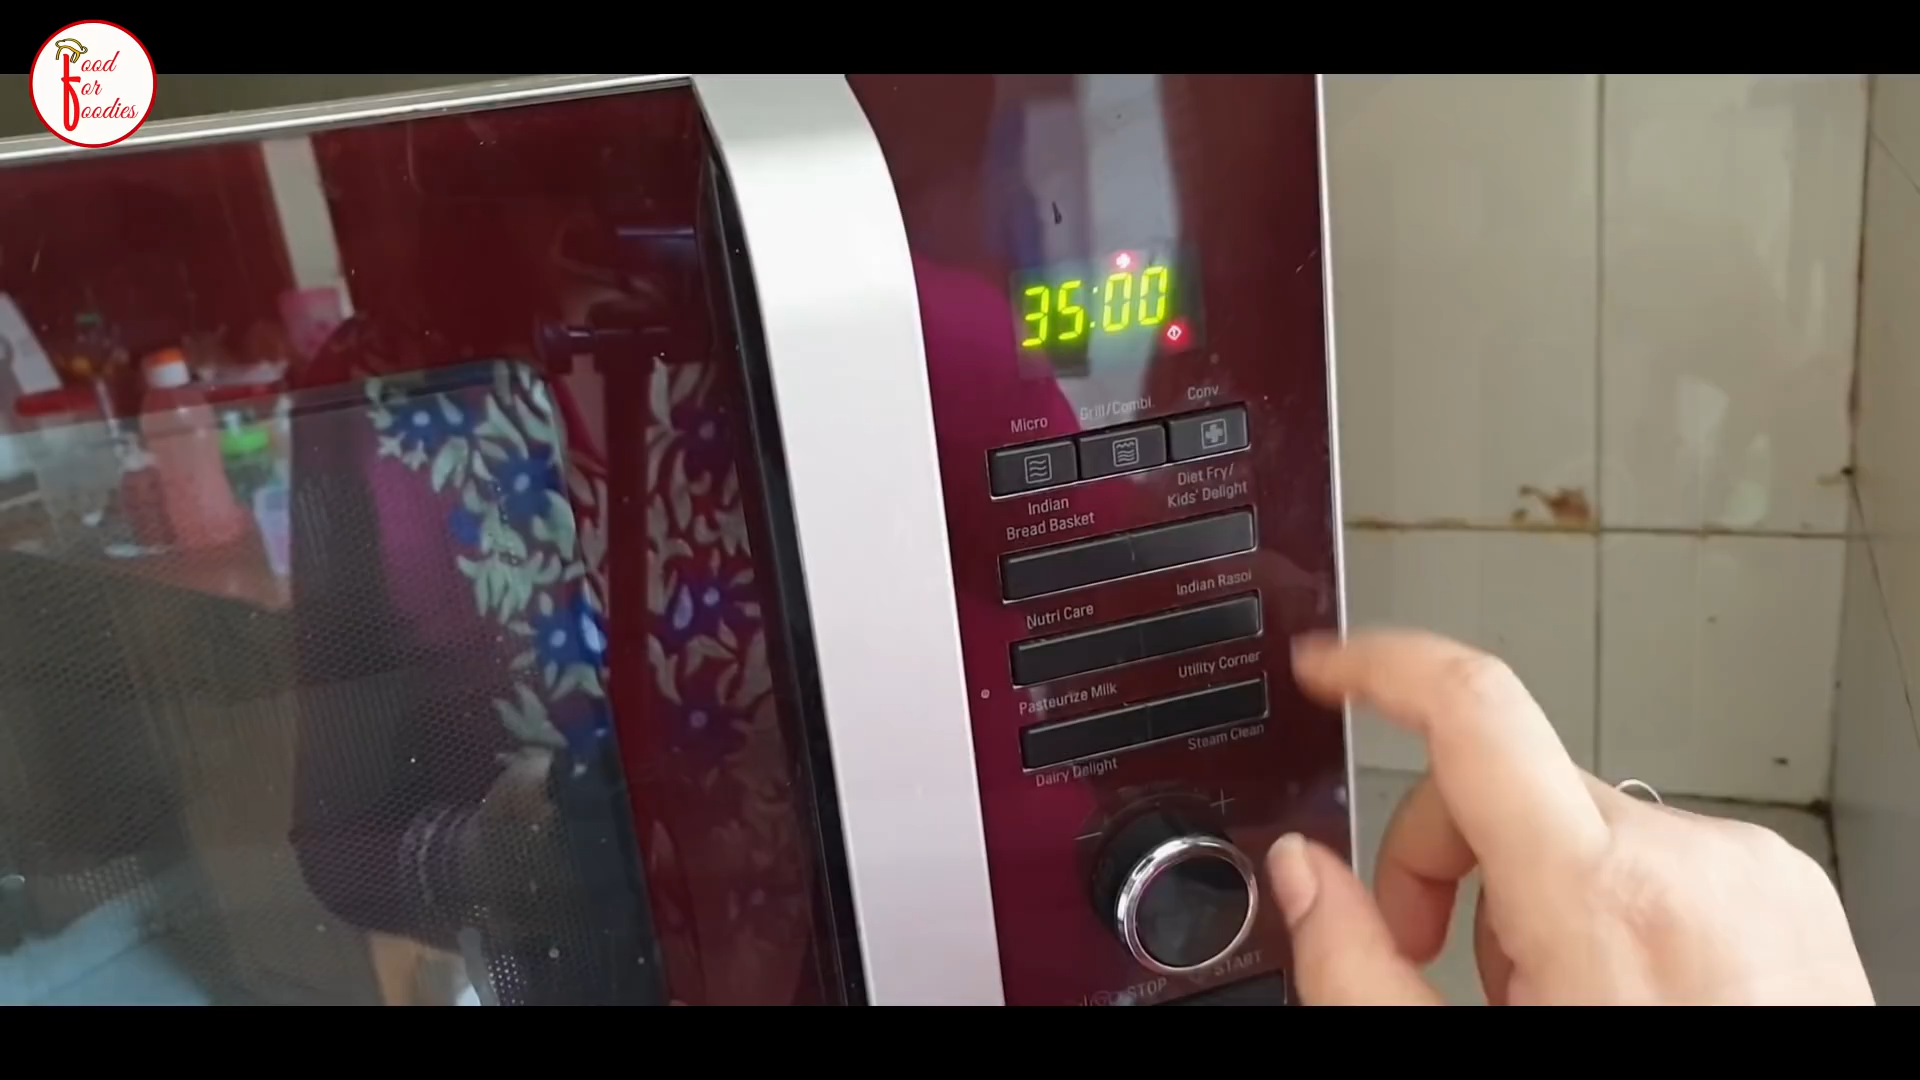 Food
For
Foodies
35:00
Micro
Grill/Combi.
Conv.
Indian
Bread Basket
Diet Fry/
Kids' Delight
Nutri Care
Indian Rasoi
Pasteurize Milk
Utility Corner
Dairy Delight
Steam Clean
STOP
START